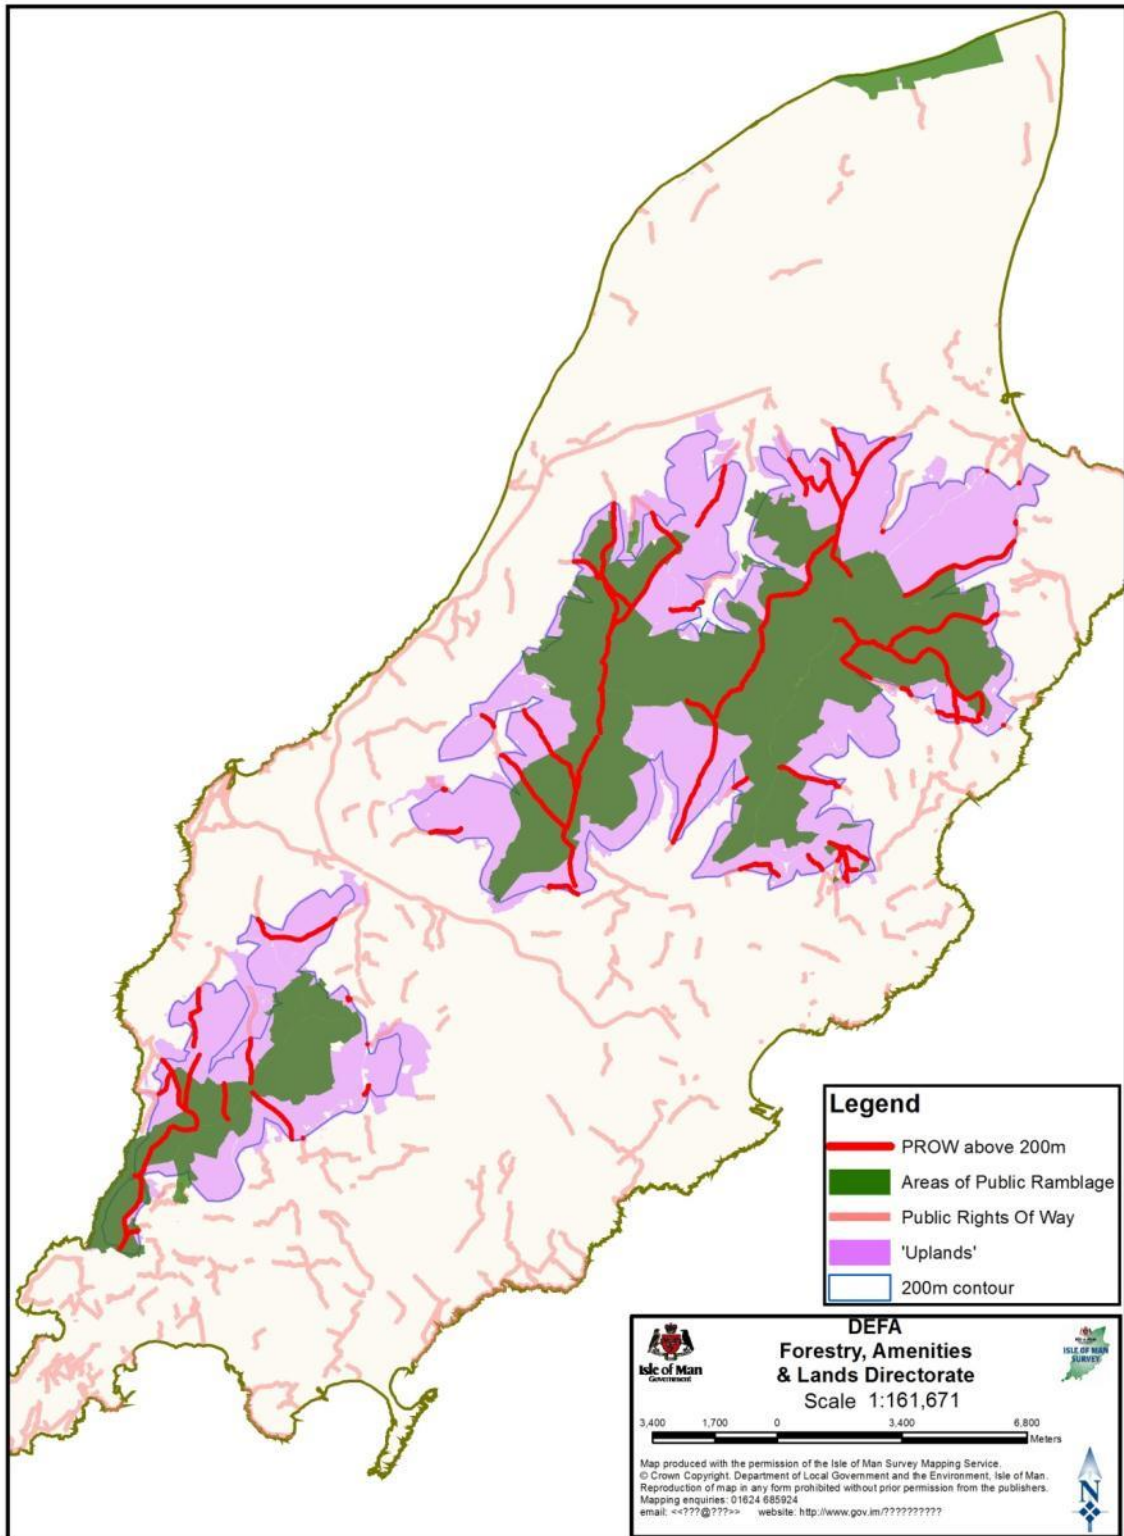 Legend
PROW above 200m
Areas of Public Ramblage
Public Rights Of Way
'Uplands'
200m contour
DEFA
Forestry, Amenities
& Lands Directorate
Scale 1:161,671
Isle of Man
Government
ISLE OF MAN
SURVEY
3,400 1,700 0 3,400 6,800
Meters
Map produced with the permission of the Isle of Man Survey Mapping Service.
© Crown Copyright. Department of Local Government and the Environment, Isle of Man.
Reproduction of map in any form prohibited without prior permission from the publishers.
Mapping enquiries: 01624 685924
email: <<???@???>> website: http://www.gov.im/??????????
N